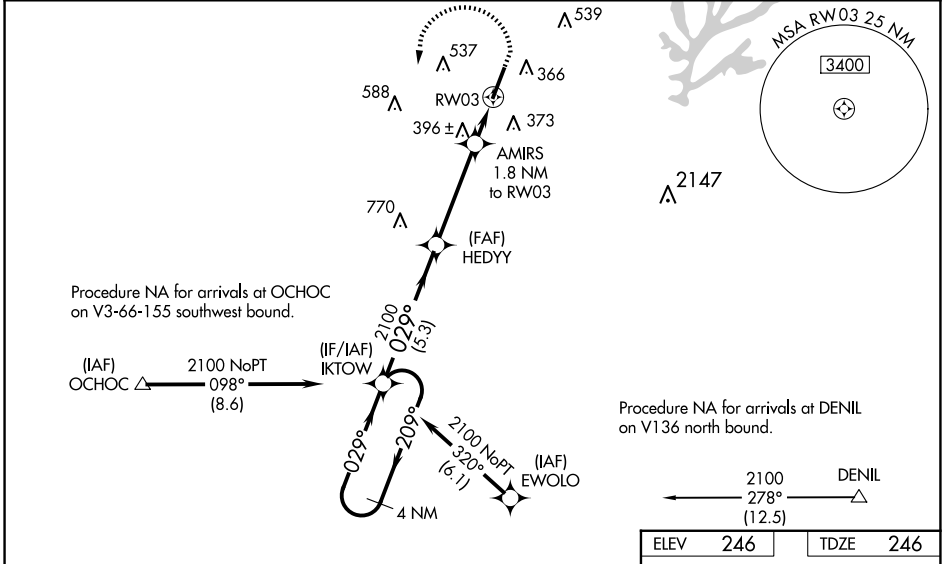 539
537
366
588
RW03
396 ±
373
AMIRS
1.8 NM
to RW03
MSA RW03 25 NM
3400
2147
770
(FAF)
HEDYY
Procedure NA for arrivals at OCHOC
on V3-66-155 southwest bound.
2100
029°
(5.3)
(IF/IAF)
IKTOW
(IAF)
OCHOC
2100 NoPT
098°
(8.6)
029°
209°
4 NM
2100 NoPT
320°
(6.1)
(IAF)
EWOLO
Procedure NA for arrivals at DENIL
on V136 north bound.
2100
278°
(12.5)
DENIL
ELEV 246
TDZE 246